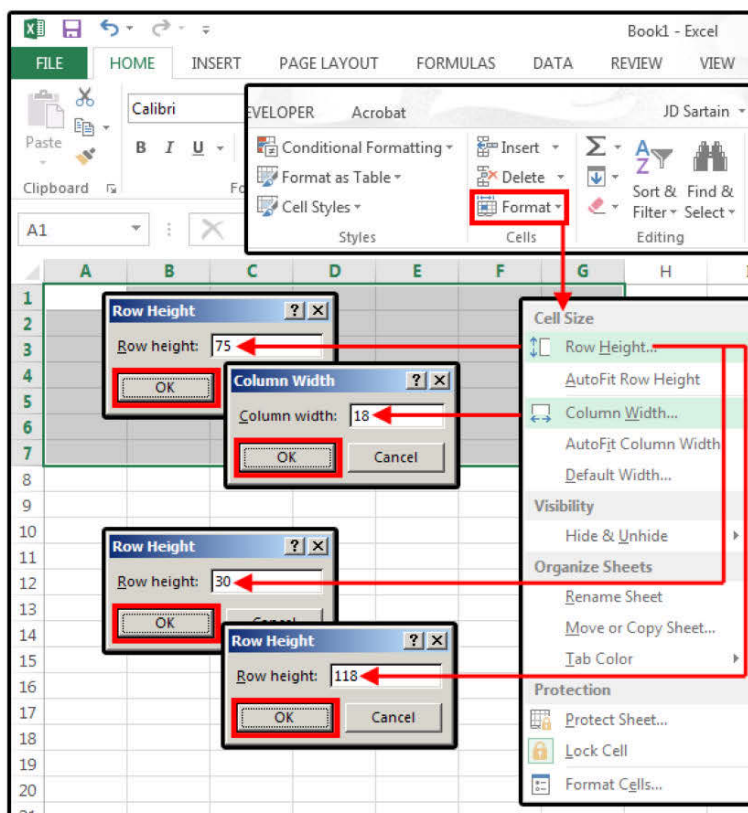 Book1 - Excel
FILE HOME INSERT PAGE LAYOUT FORMULAS DATA REVIEW VIEW
Calibri
Paste
B I U
Clipboard
EVELOPER Acrobat JD Sartain
Conditional Formatting
Format as Table
Cell Styles
Styles
Insert
Delete
Format
Cells
Sort & Find &
Filter Select
Editing
A1
A B C D E F G H
1
2
3
4
5
6
7
8
9
10
11
12
13
14
15
16
17
18
19
20
Row Height
Row height: 75
OK
Column Width
Column width: 18
OK Cancel
Row Height
Row height: 30
OK Cancel
Row Height
Row height: 118
OK Cancel
Cell Size
Row Height...
AutoFit Row Height
Column Width...
AutoFit Column Width
Default Width...
Visibility
Hide & Unhide
Organize Sheets
Rename Sheet
Move or Copy Sheet...
Tab Color
Protection
Protect Sheet...
Lock Cell
Format Cells...